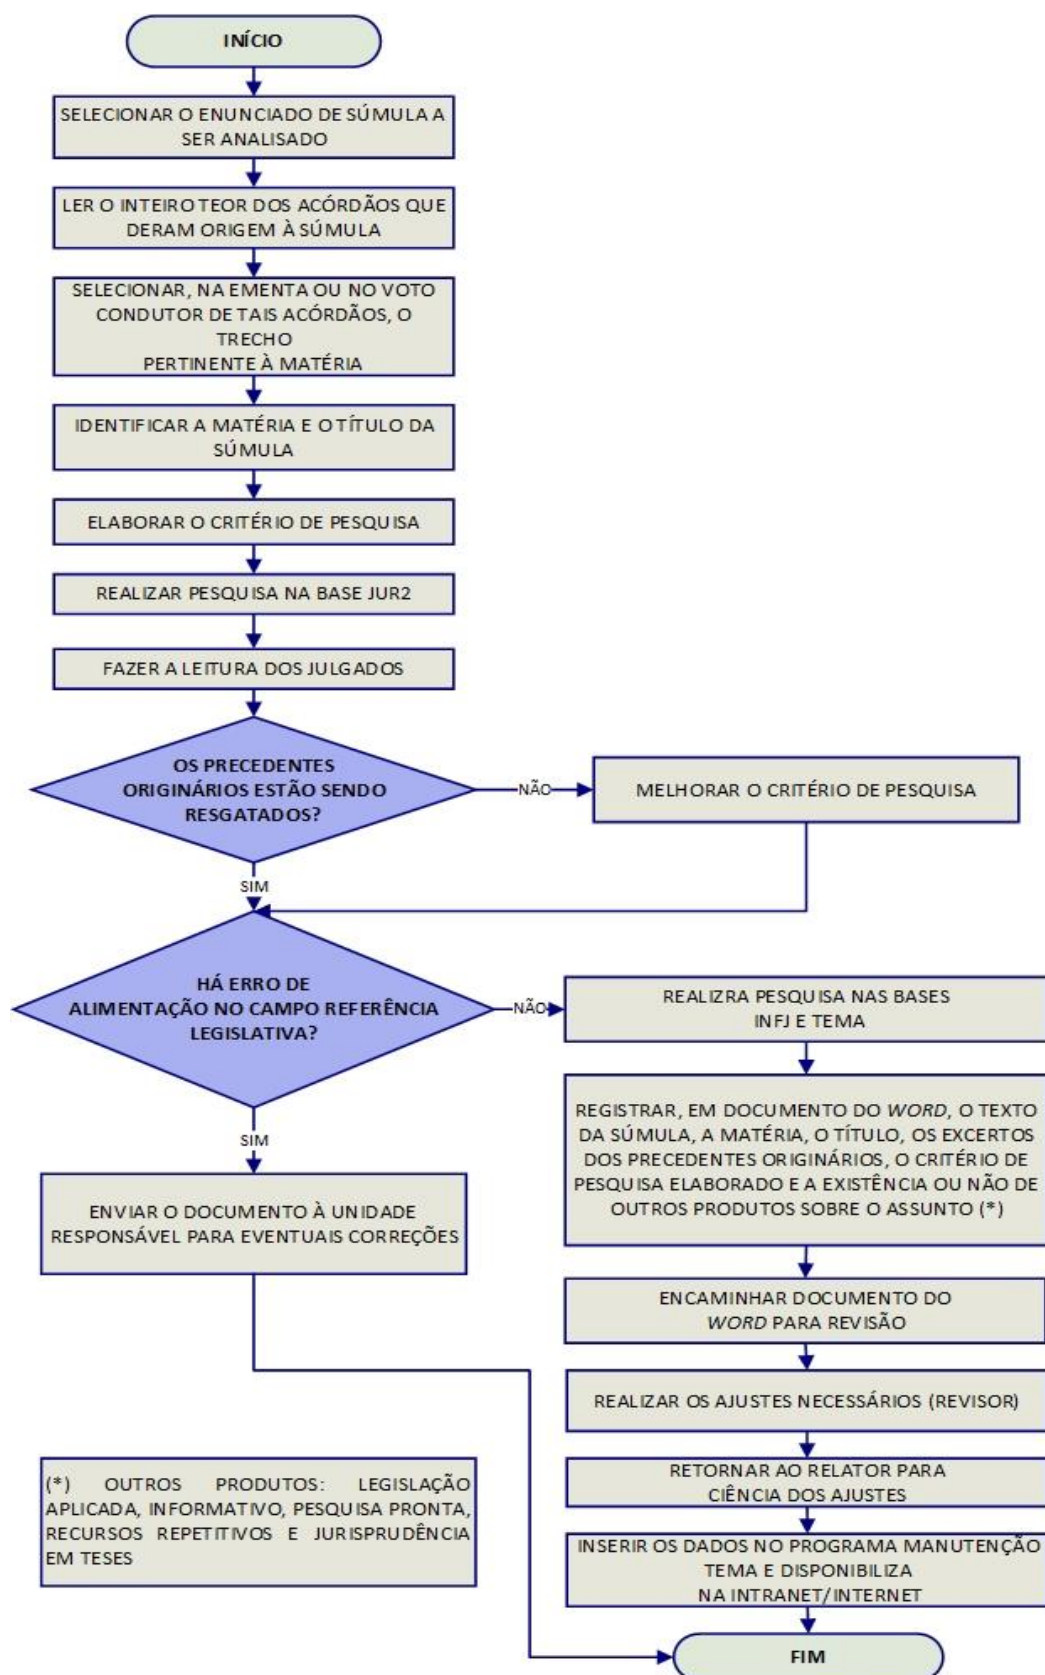 INÍCIO
SELECIONAR O ENUNCIADO DE SÚMULA A
SER ANALISADO
LER O INTEIRO TEOR DOS ACÓRDÃOS QUE
DERAM ORIGEM À SÚMULA
SELECIONAR, NA EMENTA OU NO VOTO
CONDUTOR DE TAIS ACÓRDÃOS, O
TRECHO
PERTINENTE À MATÉRIA
IDENTIFICAR A MATÉRIA E O TÍTULO DA
SÚMULA
ELABORAR O CRITÉRIO DE PESQUISA
REALIZAR PESQUISA NA BASE JUR2
FAZER A LEITURA DOS JULGADOS
OS PRECEDENTES
ORIGINÁRIOS ESTÃO SENDO
RESGATADOS?
NÃO
MELHORAR O CRITÉRIO DE PESQUISA
SIM
HÁ ERRO DE
ALIMENTAÇÃO NO CAMPO REFERÊNCIA
LEGISLATIVA?
NÃO
REALIZRA PESQUISA NAS BASES
INFJ E TEMA
REGISTRAR, EM DOCUMENTO DO WORD, O TEXTO
DA SÚMULA, A MATÉRIA, O TÍTULO, OS EXCERTOS
DOS PRECEDENTES ORIGINÁRIOS, O CRITÉRIO DE
PESQUISA ELABORADO E A EXISTÊNCIA OU NÃO DE
OUTROS PRODUTOS SOBRE O ASSUNTO (*)
SIM
ENVIAR O DOCUMENTO À UNIDADE
RESPONSÁVEL PARA EVENTUAIS CORREÇÕES
ENCAMINHAR DOCUMENTO DO
WORD PARA REVISÃO
REALIZAR OS AJUSTES NECESSÁRIOS (REVISOR)
RETORNAR AO RELATOR PARA
CIÊNCIA DOS AJUSTES
INSERIR OS DADOS NO PROGRAMA MANUTENÇÃO
TEMA E DISPONIBILIZA
NA INTRANET/INTERNET
(*) OUTROS PRODUTOS: LEGISLAÇÃO
APLICADA, INFORMATIVO, PESQUISA PRONTA,
RECURSOS REPETITIVOS E JURISPRUDÊNCIA
EM TESES
FIM